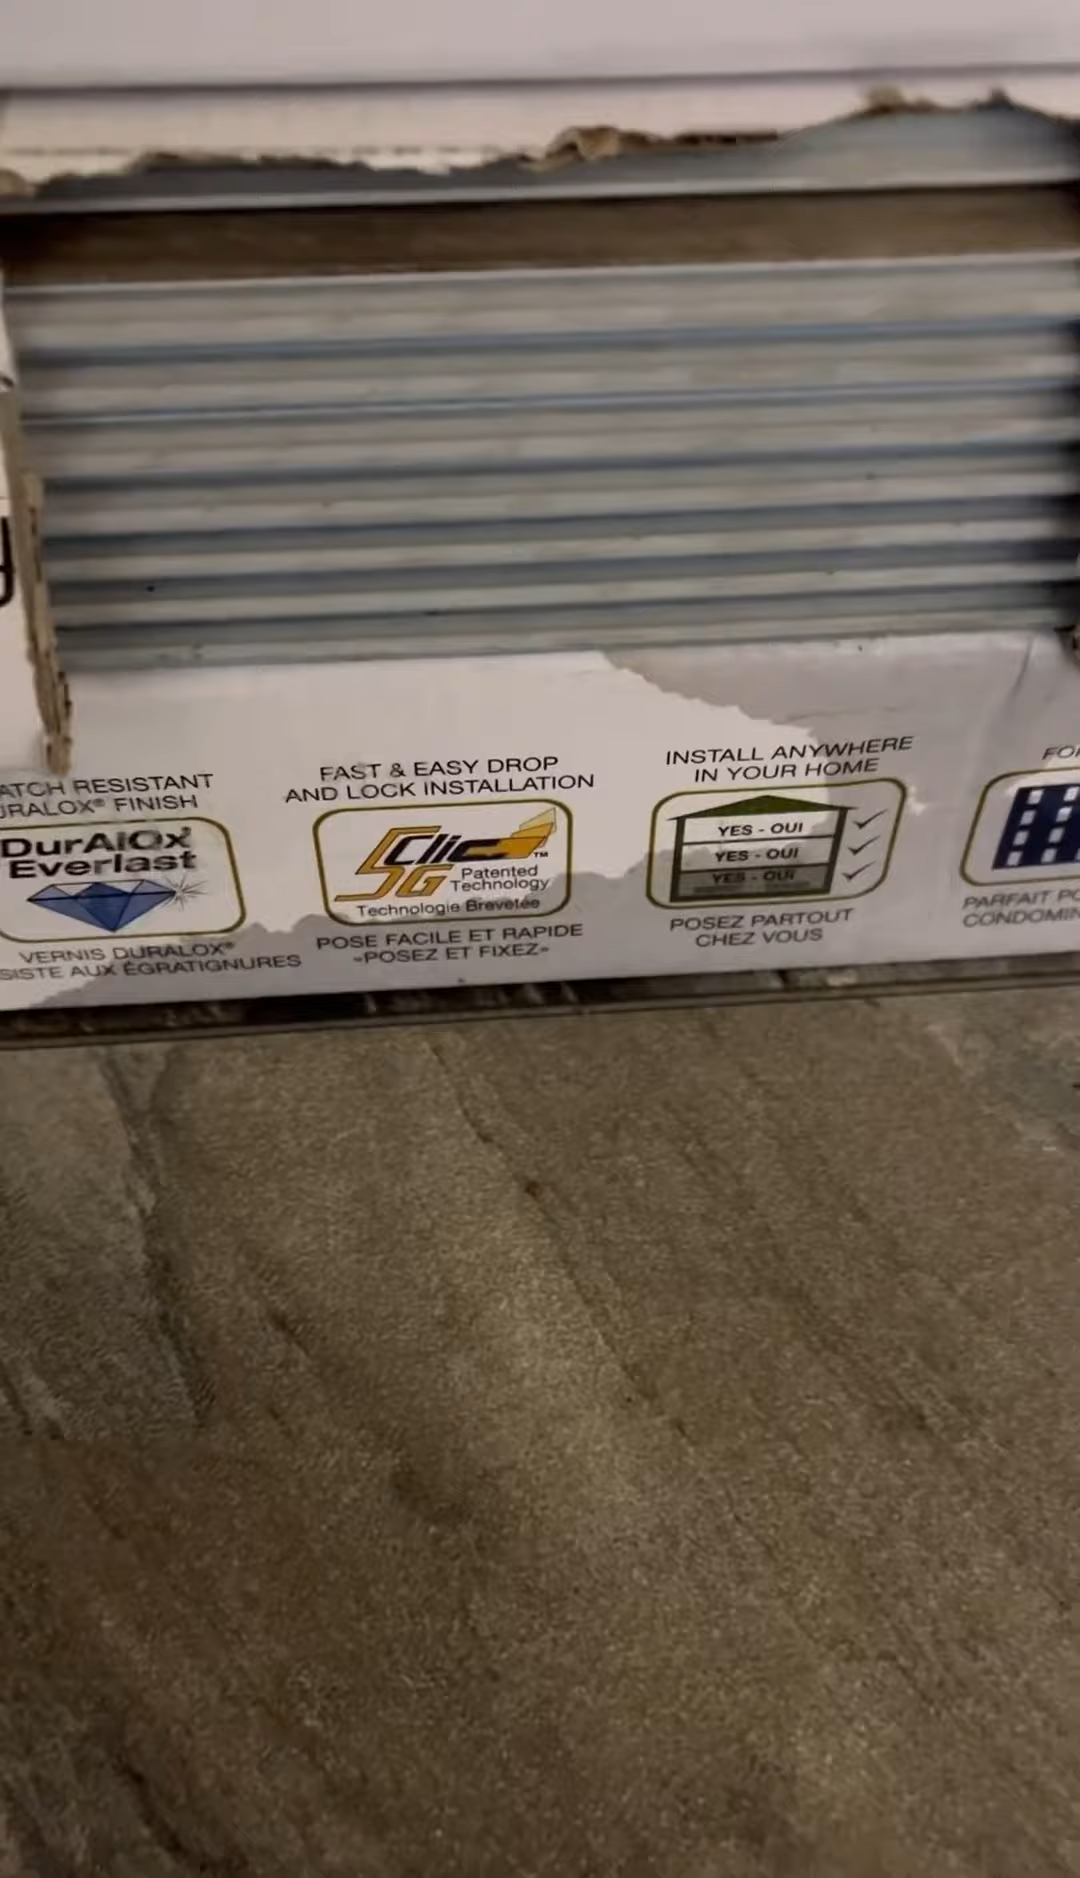 ATCH RESISTANT
URALOX® FINISH
DurAlOx
Everlast
VERNIS DURALOX®
SISTE AUX ÉGRATIGNURES
FAST & EASY DROP
AND LOCK INSTALLATION
5G Clic™
Patented
Technology
Technologie Brevetée
POSE FACILE ET RAPIDE
«POSEZ ET FIXEZ»
INSTALL ANYWHERE
IN YOUR HOME
YES - OUI
YES - OUI
YES - OUI
POSEZ PARTOUT
CHEZ VOUS
FO
PARFAIT PO
CONDOMIN